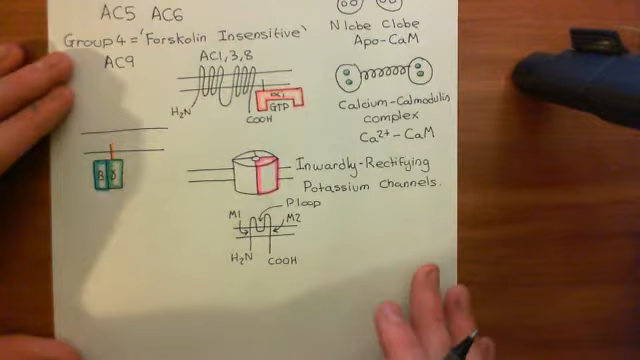 AC5 AC6
Group 4 = 'Forskolin Insensitive'
AC9
AC1,3,8
H₂N
COOH
αi
GTP
N lobe C lobe
Apo-CaM
Calcium-Calmodulin
complex
Ca²⁺-CaM
β γ
Inwardly-Rectifying
Potassium Channels.
P loop
M1
M2
H₂N
COOH